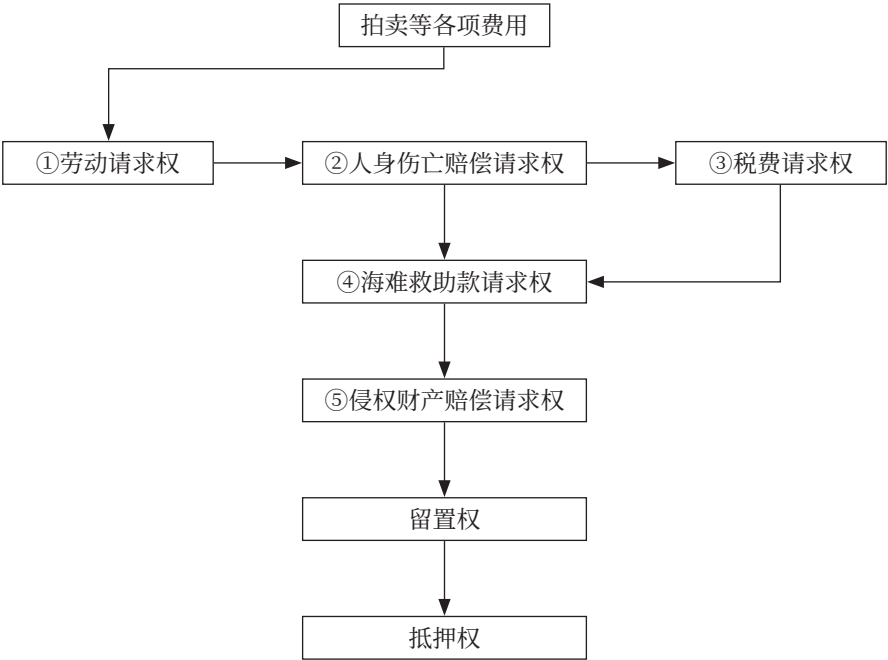 拍卖等各项费用
①劳动请求权
②人身伤亡赔偿请求权
③税费请求权
④海难救助款请求权
⑤侵权财产赔偿请求权
留置权
抵押权